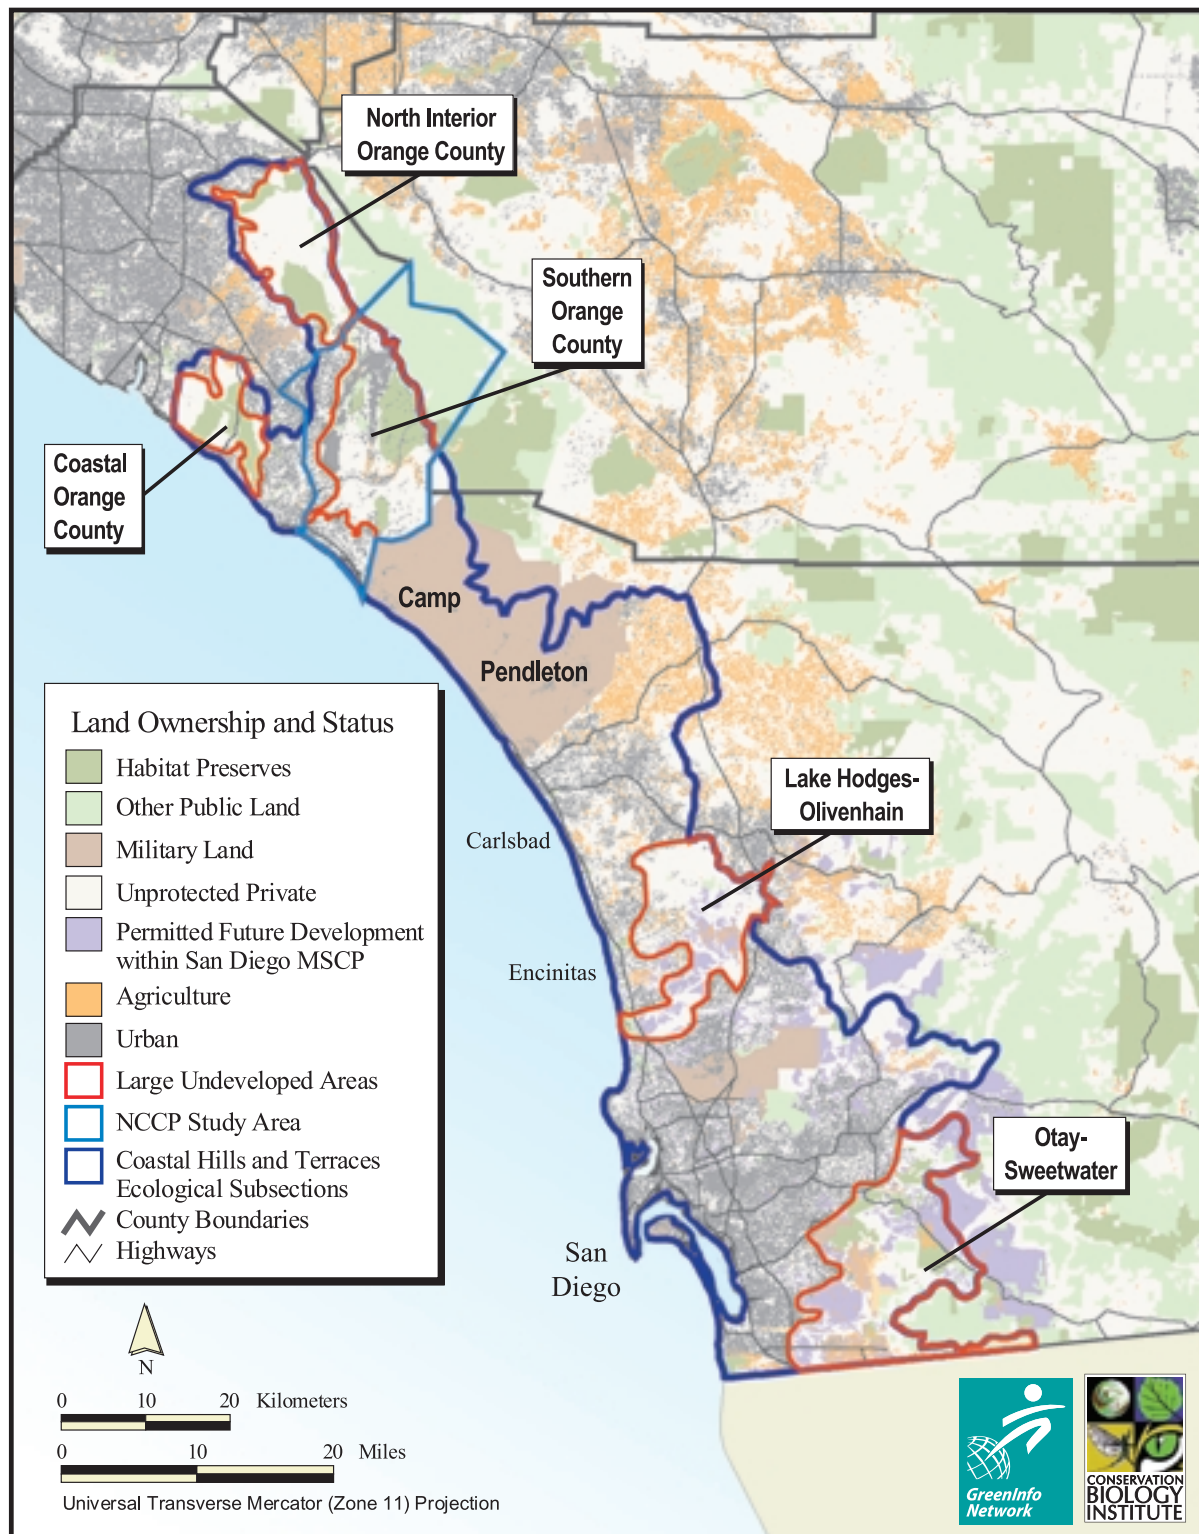 North Interior
Orange County
Southern
Orange
County
Coastal
Orange
County
Camp
Pendleton
Land Ownership and Status
Habitat Preserves
Other Public Land
Military Land
Unprotected Private
Permitted Future Development
within San Diego MSCP
Agriculture
Urban
Large Undeveloped Areas
NCCP Study Area
Coastal Hills and Terraces
Ecological Subsections
County Boundaries
Highways
Lake Hodges-
Olivenhain
Carlsbad
Encinitas
Otay-
Sweetwater
San
Diego
N
0 10 20 Kilometers
0 10 20 Miles
Universal Transverse Mercator (Zone 11) Projection
GreenInfo
Network
CONSERVATION
BIOLOGY
INSTITUTE